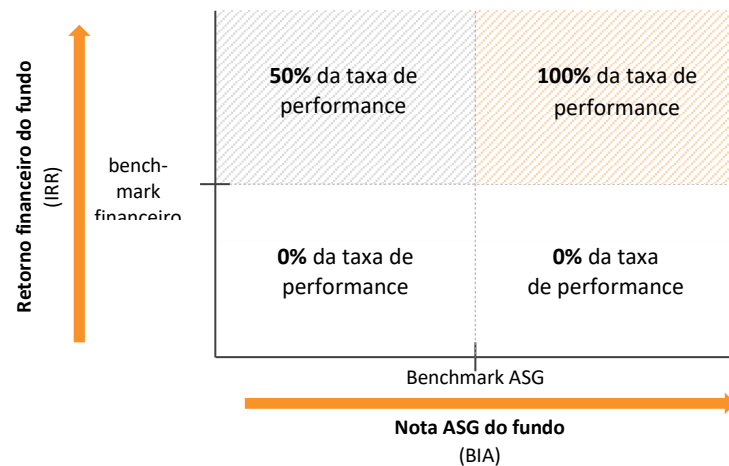 Retorno financeiro do fundo
(IRR)
bench-
mark
financeiro
50% da taxa de
performance
100% da taxa de
performance
0% da taxa de
performance
0% da taxa
de performance
Benchmark ASG
Nota ASG do fundo
(BIA)